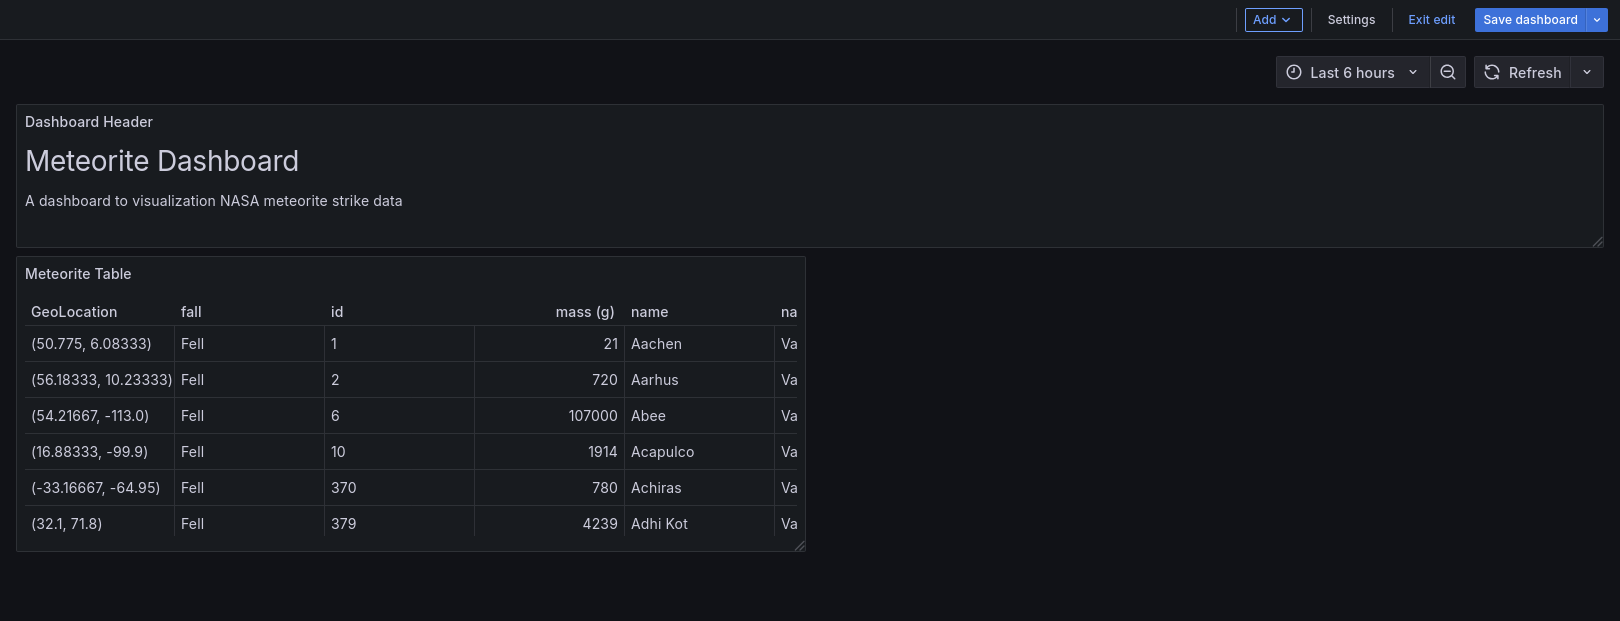 Add Settings Exit edit Save dashboard
Last 6 hours Refresh
Dashboard Header
Meteorite Dashboard
A dashboard to visualization NASA meteorite strike data
Meteorite Table
GeoLocation fall id mass (g) name na
(50.775, 6.08333) Fell 1 21 Aachen Va
(56.18333, 10.23333) Fell 2 720 Aarhus Va
(54.21667, -113.0) Fell 6 107000 Abee Va
(16.88333, -99.9) Fell 10 1914 Acapulco Va
(-33.16667, -64.95) Fell 370 780 Achiras Va
(32.1, 71.8) Fell 379 4239 Adhi Kot Va